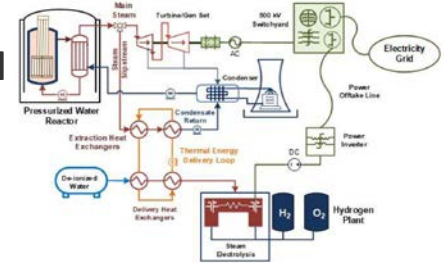 Main
Steam
Turbine/Gen Set
500 kV
Switchyard
Electricity
Grid
AC
Steam
Slipstream
Condenser
Power
Offtake Line
Pressurized Water
Reactor
Condensate
Return
Extraction Heat
Exchangers
Thermal Energy
Delivery Loop
DC
Power
Inverter
De-ionized
Water
Delivery Heat
Exchangers
H₂
O₂
Hydrogen
Plant
Steam
Electrolysis